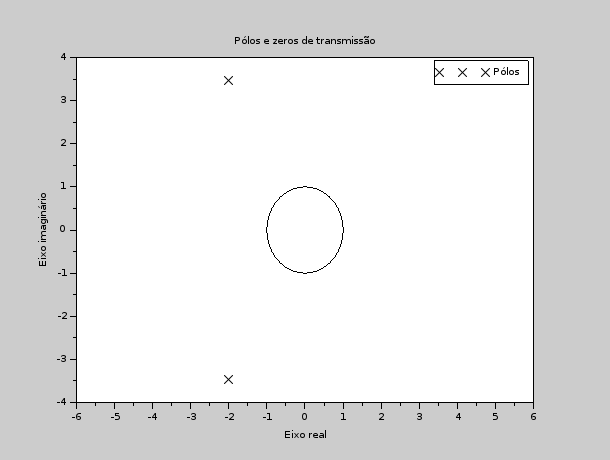 Pólos e zeros de transmissão
Pólos
4
3
2
1
0
-1
-2
-3
-4
Eixo imaginário
-6 -5 -4 -3 -2 -1 0 1 2 3 4 5 6
Eixo real